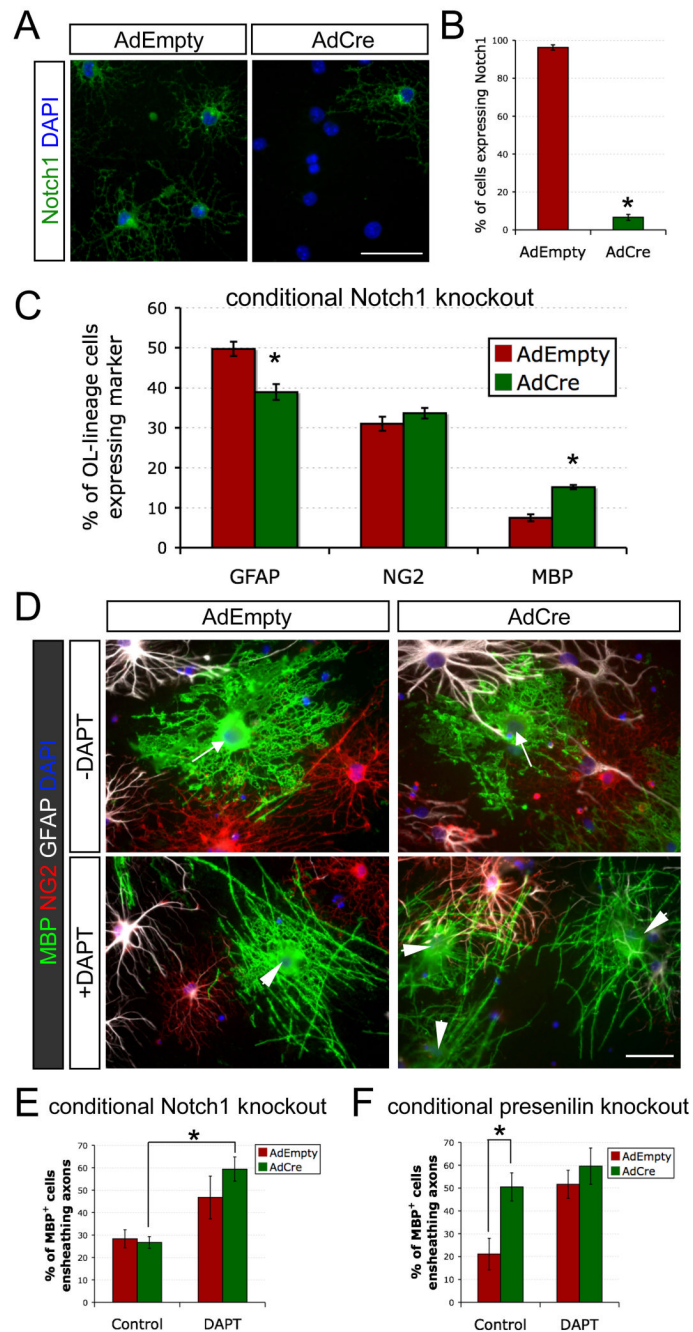 A
AdEmpty
AdCre
Notch1 DAPI
B
% of cells expressing Notch1
100
80
60
40
20
0
*
AdEmpty
AdCre
C
conditional Notch1 knockout
% of OL-lineage cells
expressing marker
60
50
40
30
20
10
0
*
*
AdEmpty
AdCre
GFAP
NG2
MBP
D
AdEmpty
AdCre
MBP NG2 GFAP DAPI
-DAPT
+DAPT
E
conditional Notch1 knockout
% of MBP+ cells
ensheathing axons
80
70
60
50
40
30
20
10
0
*
AdEmpty
AdCre
Control
DAPT
F
conditional presenilin knockout
% of MBP+ cells
ensheathing axons
80
70
60
50
40
30
20
10
0
*
AdEmpty
AdCre
Control
DAPT